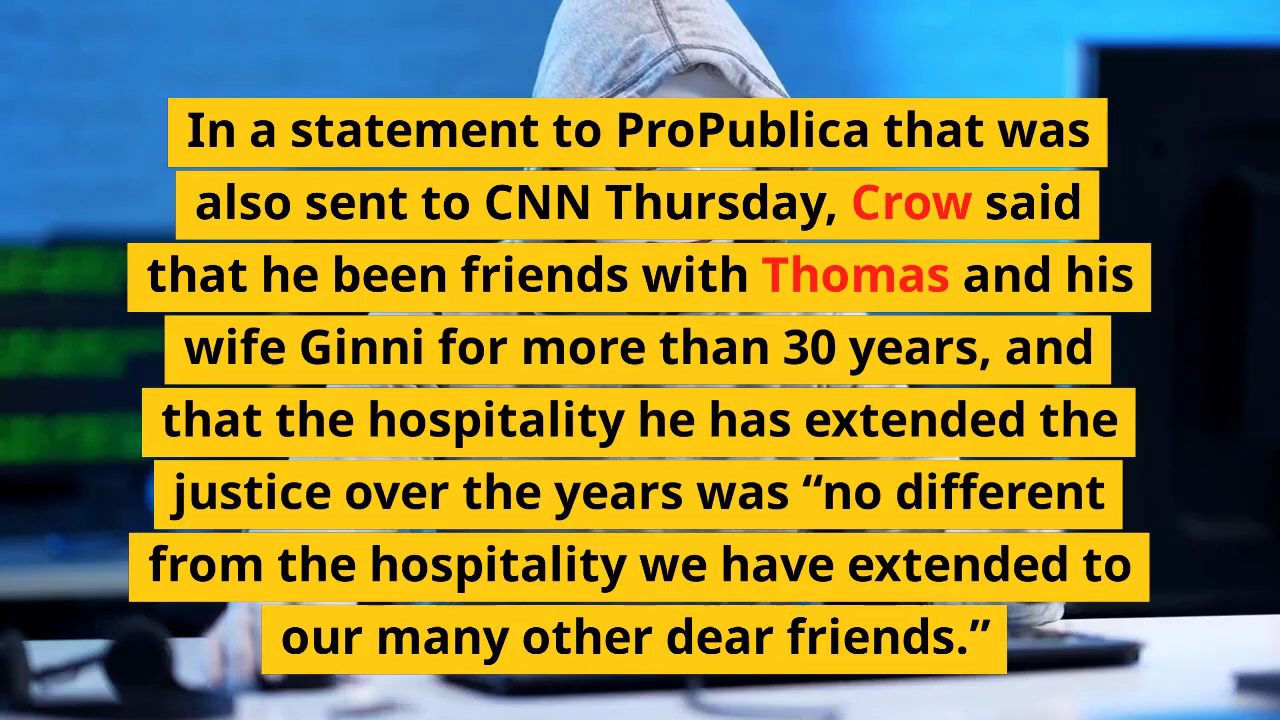 In a statement to ProPublica that was
also sent to CNN Thursday, Crow said
that he been friends with Thomas and his
wife Ginni for more than 30 years, and
that the hospitality he has extended the
justice over the years was “no different
from the hospitality we have extended to
our many other dear friends.”